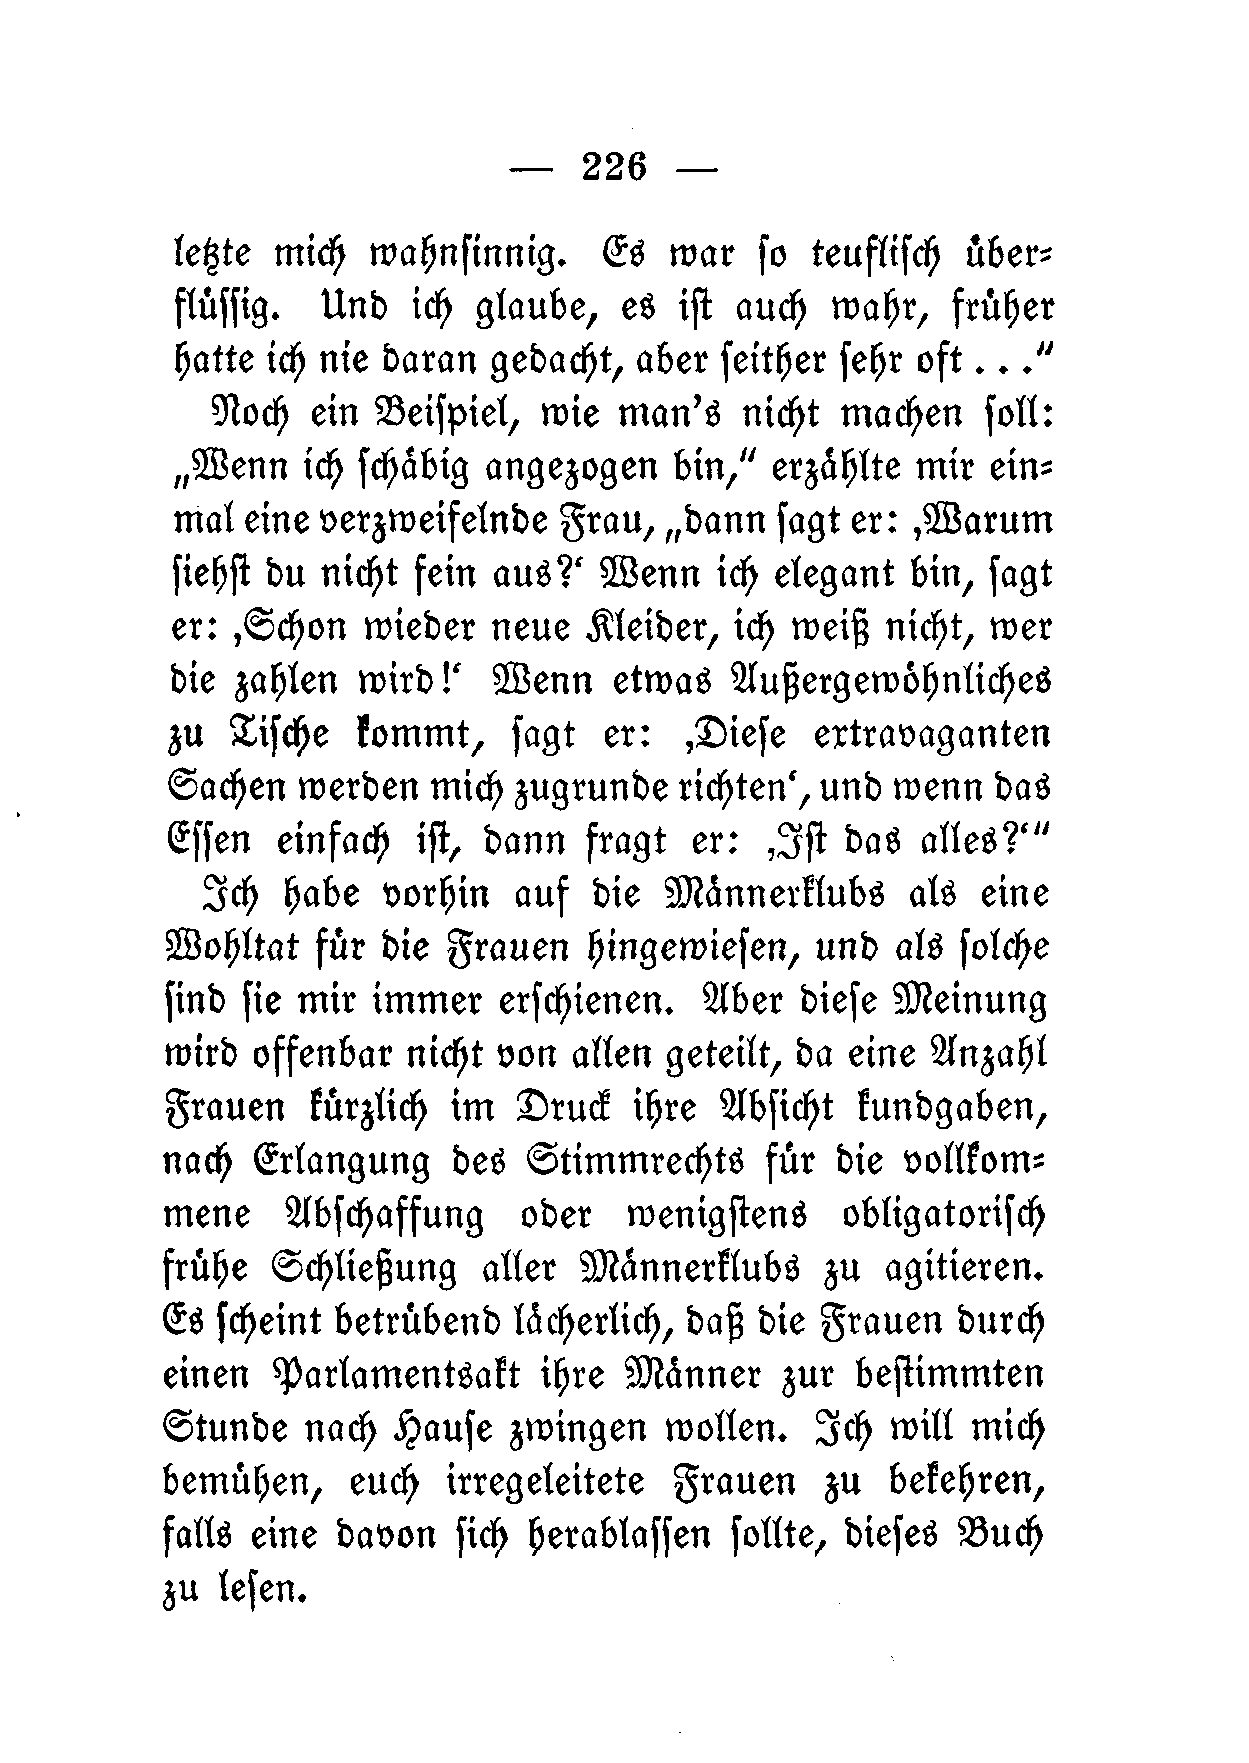 — 226 —
letzte mich wahnsinnig. Es war so teuflisch über-
flüssig. Und ich glaube, es ist auch wahr, früher
hatte ich nie daran gedacht, aber seither sehr oft . . ."
Noch ein Beispiel, wie man's nicht machen soll:
„Wenn ich schäbig angezogen bin," erzählte mir ein-
mal eine verzweifelnde Frau, „dann sagt er: ‚Warum
siehst du nicht fein aus?‘ Wenn ich elegant bin, sagt
er: ‚Schon wieder neue Kleider, ich weiß nicht, wer
die zahlen wird!‘ Wenn etwas Außergewöhnliches
zu Tische kommt, sagt er: ‚Diese extravaganten
Sachen werden mich zugrunde richten‘, und wenn das
Essen einfach ist, dann fragt er: ‚Ist das alles?‘"
Ich habe vorhin auf die Männerklubs als eine
Wohltat für die Frauen hingewiesen, und als solche
sind sie mir immer erschienen. Aber diese Meinung
wird offenbar nicht von allen geteilt, da eine Anzahl
Frauen kürzlich im Druck ihre Absicht kundgaben,
nach Erlangung des Stimmrechts für die vollkom-
mene Abschaffung oder wenigstens obligatorisch
frühe Schließung aller Männerklubs zu agitieren.
Es scheint betrübend lächerlich, daß die Frauen durch
einen Parlamentsakt ihre Männer zur bestimmten
Stunde nach Hause zwingen wollen. Ich will mich
bemühen, euch irregeleitete Frauen zu bekehren,
falls eine davon sich herablassen sollte, dieses Buch
zu lesen.